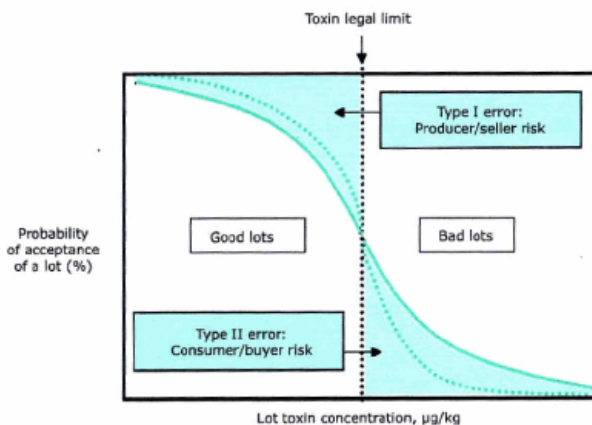 Toxin legal limit
Type I error:
Producer/seller risk
Probability
of acceptance
of a lot (%)
Good lots
Bad lots
Type II error:
Consumer/buyer risk
Lot toxin concentration, µg/kg